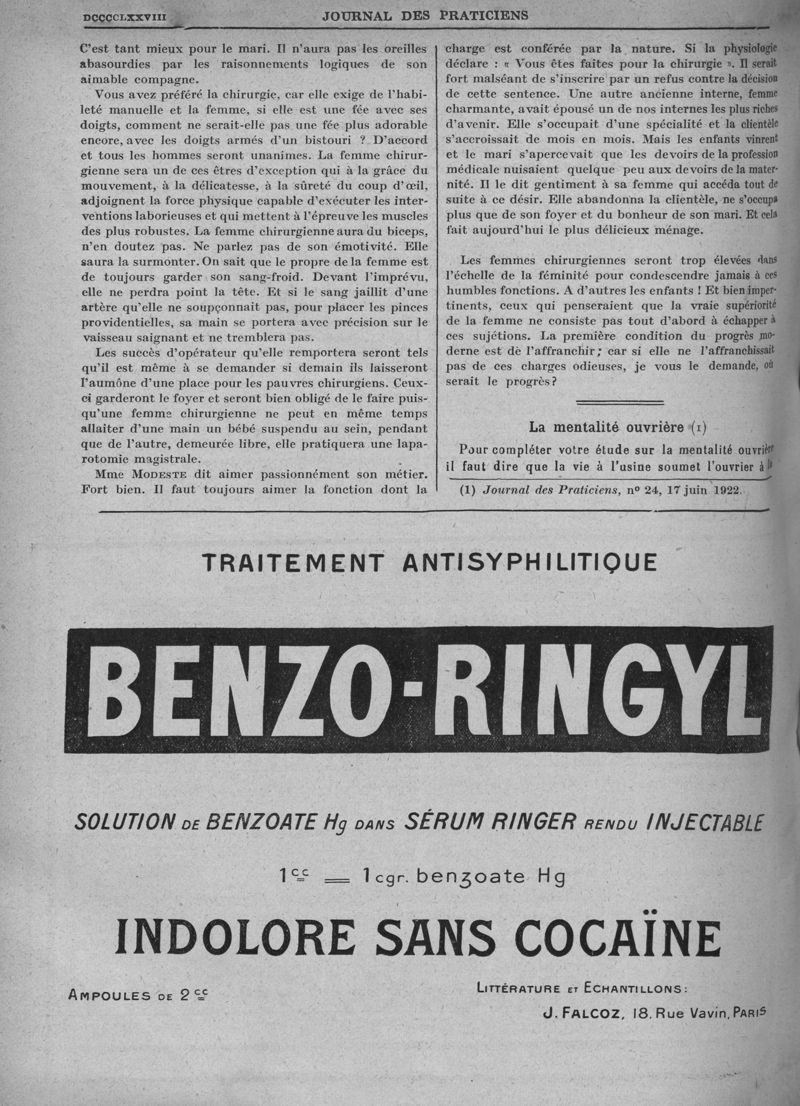 DCCCCLXXVIII
JOURNAL DES PRATICIENS
C'est tant mieux pour le mari. Il n'aura pas les oreilles
abasourdies par les raisonnements logiques de son
aimable compagne.
Vous avez préféré la chirurgie, car elle exige de l'habi-
leté manuelle et la femme, si elle est une fée avec ses
doigts, comment ne serait-elle pas une fée plus adorable
encore, avec les doigts armés d'un bistouri ? D'accord
et tous les hommes seront unanimes. La femme chirur-
gienne sera un de ces êtres d'exception qui à la grâce du
mouvement, à la délicatesse, à la sûreté du coup d'œil,
adjoignent la force physique capable d'exécuter les inter-
ventions laborieuses et qui mettent à l'épreuve les muscles
des plus robustes. La femme chirurgienne aura du biceps,
n'en doutez pas. Ne parlez pas de son émotivité. Elle
saura la surmonter. On sait que le propre de la femme est
de toujours garder son sang-froid. Devant l'imprévu,
elle ne perdra point la tête. Et si le sang jaillit d'une
artère qu'elle ne soupçonnait pas, pour placer les pinces
providentielles, sa main se portera avec précision sur le
vaisseau saignant et ne tremblera pas.
Les succès d'opérateur qu'elle remportera seront tels
qu'il est même à se demander si demain ils laisseront
l'aumône d'une place pour les pauvres chirurgiens. Ceux-
ci garderont le foyer et seront bien obligé de le faire puis-
qu'une femme chirurgienne ne peut en même temps
allaiter d'une main un bébé suspendu au sein, pendant
que de l'autre, demeurée libre, elle pratiquera une lapa-
rotomie magistrale.
Mme MODESTE dit aimer passionnément son métier.
Fort bien. Il faut toujours aimer la fonction dont la
charge est conférée par la nature. Si la physiologie
déclare : « Vous êtes faites pour la chirurgie ». Il serait
fort malséant de s'inscrire par un refus contre la décision
de cette sentence. Une autre ancienne interne, femme
charmante, avait épousé un de nos internes les plus riches
d'avenir. Elle s'occupait d'une spécialité et la clientèle
s'accroissait de mois en mois. Mais les enfants vinrent
et le mari s'apercevait que les devoirs de la profession
médicale nuisaient quelque peu aux devoirs de la mater-
nité. Il le dit gentiment à sa femme qui accéda tout de
suite à ce désir. Elle abandonna la clientèle, ne s'occupa
plus que de son foyer et du bonheur de son mari. Et cela
fait aujourd'hui le plus délicieux ménage.
Les femmes chirurgiennes seront trop élevées dans
l'échelle de la féminité pour condescendre jamais à ces
humbles fonctions. A d'autres les enfants ! Et bien imper-
tinents, ceux qui penseraient que la vraie supériorité
de la femme ne consiste pas tout d'abord à échapper à
ces sujétions. La première condition du progrès mo-
derne est de l'affranchir ; car si elle ne l'affranchissait
pas de ces charges odieuses, je vous le demande, où
serait le progrès ?
La mentalité ouvrière (1)
Pour compléter votre étude sur la mentalité ouvrière
il faut dire que la vie à l'usine soumet l'ouvrier à la
(1) Journal des Praticiens, nº 24, 17 juin 1922.
TRAITEMENT ANTISYPHILITIQUE
BENZO-RINGYL
SOLUTION DE BENZOATE Hg DANS SÉRUM RINGER RENDU INJECTABLE
1cc = 1 cgr. benzoate Hg
INDOLORE SANS COCAÏNE
AMPOULES DE 2cc
LITTÉRATURE ET ECHANTILLONS :
J. FALCOZ, 18, Rue Vavin, PARIS